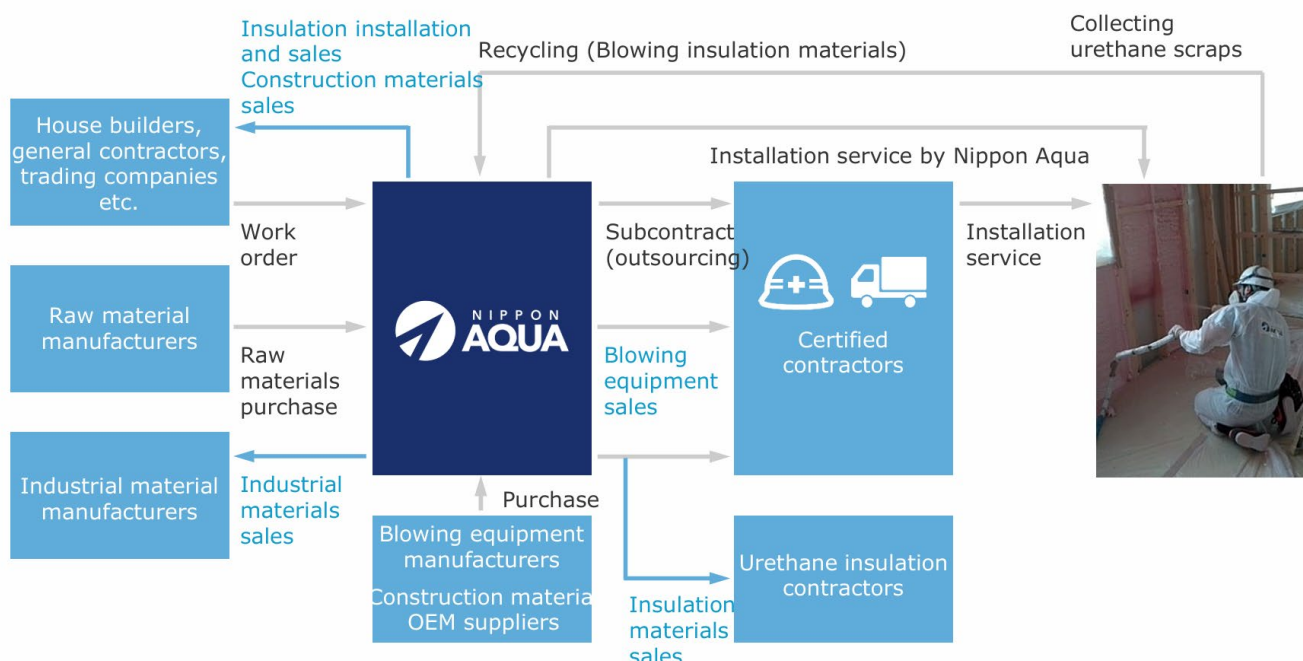 Insulation installation
and sales
Construction materials
sales
Recycling (Blowing insulation materials)
Collecting
urethane scraps
House builders,
general contractors,
trading companies
etc.
Installation service by Nippon Aqua
Work
order
Subcontract
(outsourcing)
Installation
service
Raw material
manufacturers
NIPPON
AQUA
Certified
contractors
Raw
materials
purchase
Blowing
equipment
sales
Industrial material
manufacturers
Industrial
materials
sales
Purchase
Blowing equipment
manufacturers
Construction material
OEM suppliers
Urethane insulation
contractors
Insulation
materials
sales